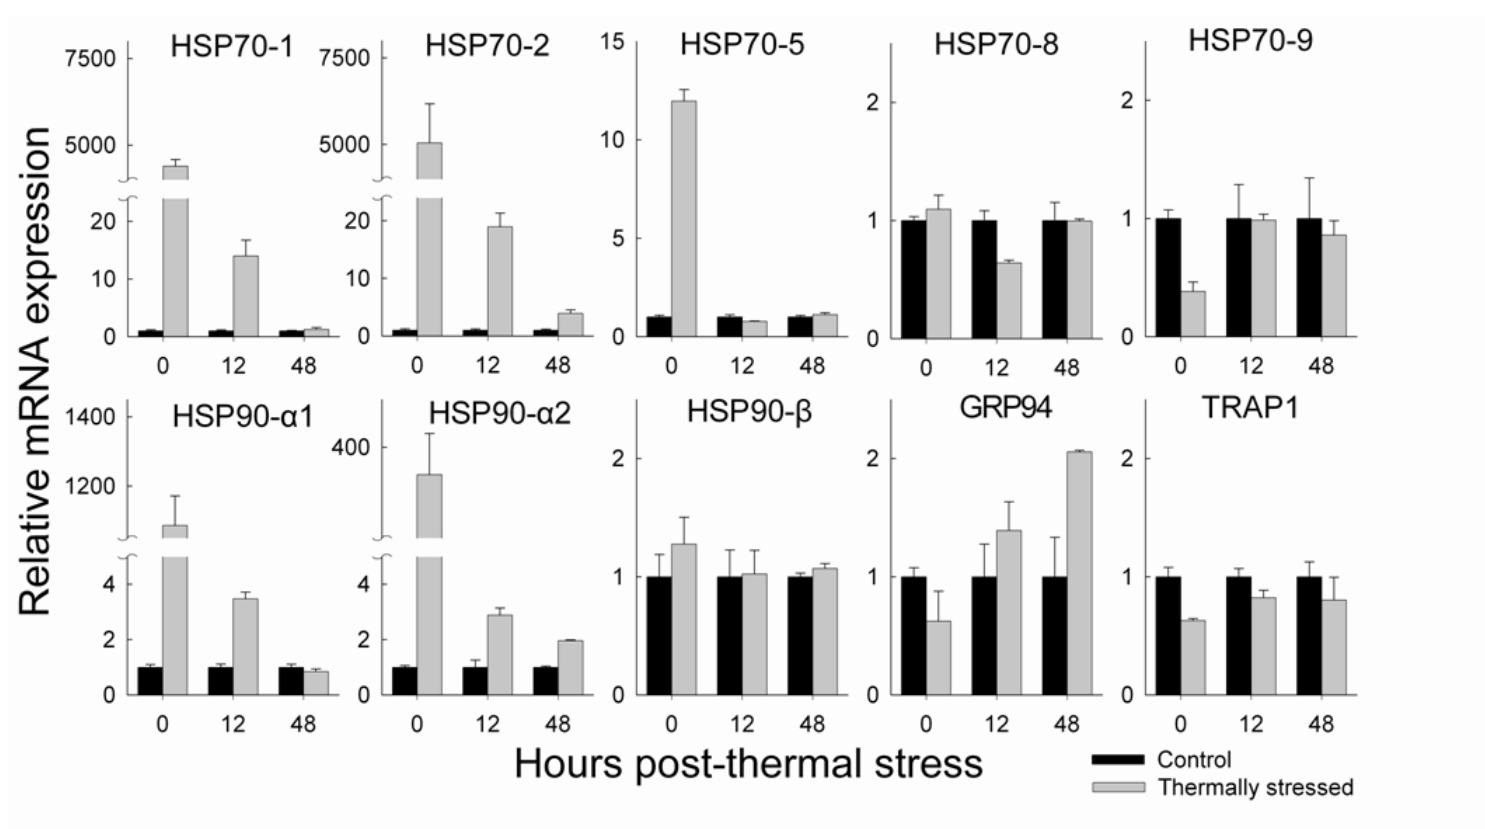 Relative mRNA expression
HSP70-1
7500
5000
20
10
0
0 12 48
HSP70-2
7500
5000
20
10
0
0 12 48
HSP70-5
15
10
5
0
0 12 48
HSP70-8
2
1
0
0 12 48
HSP70-9
2
1
0
0 12 48
HSP90-α1
1400
1200
4
2
0
0 12 48
HSP90-α2
400
4
2
0
0 12 48
HSP90-β
2
1
0
0 12 48
GRP94
2
1
0
0 12 48
TRAP1
2
1
0
0 12 48
Hours post-thermal stress
Control
Thermally stressed